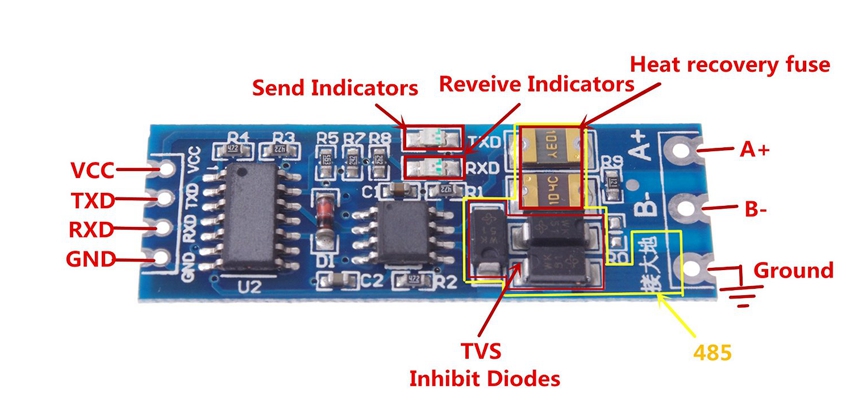 Heat recovery fuse
Send Indicators
Reveive Indicators
R4
R3
R5
R7
R8
TXD
RXD
A+
A+
VCC
VCC
TXD
TXD
RXD
RXD
GND
GND
C1
R1
R9
104C
B-
B-
D1
U2
C2
R2
接大地
Ground
TVS
Inhibit Diodes
485